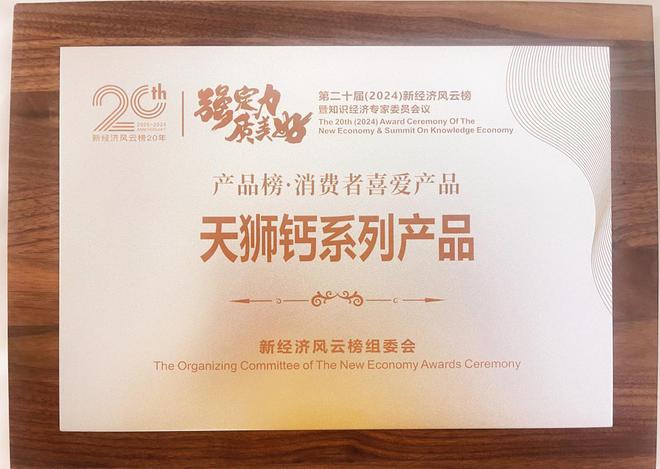 20th
2005-2024
ANNIVERSARY
新经济风云榜20年
强定力
质美好
第二十届(2024)新经济风云榜
暨知识经济专家委员会议
The 20th (2024) Award Ceremony Of The
New Economy & Summit On Knowledge Economy
产品榜·消费者喜爱产品
天狮钙系列产品
新经济风云榜组委会
The Organizing Committee of The New Economy Awards Ceremony